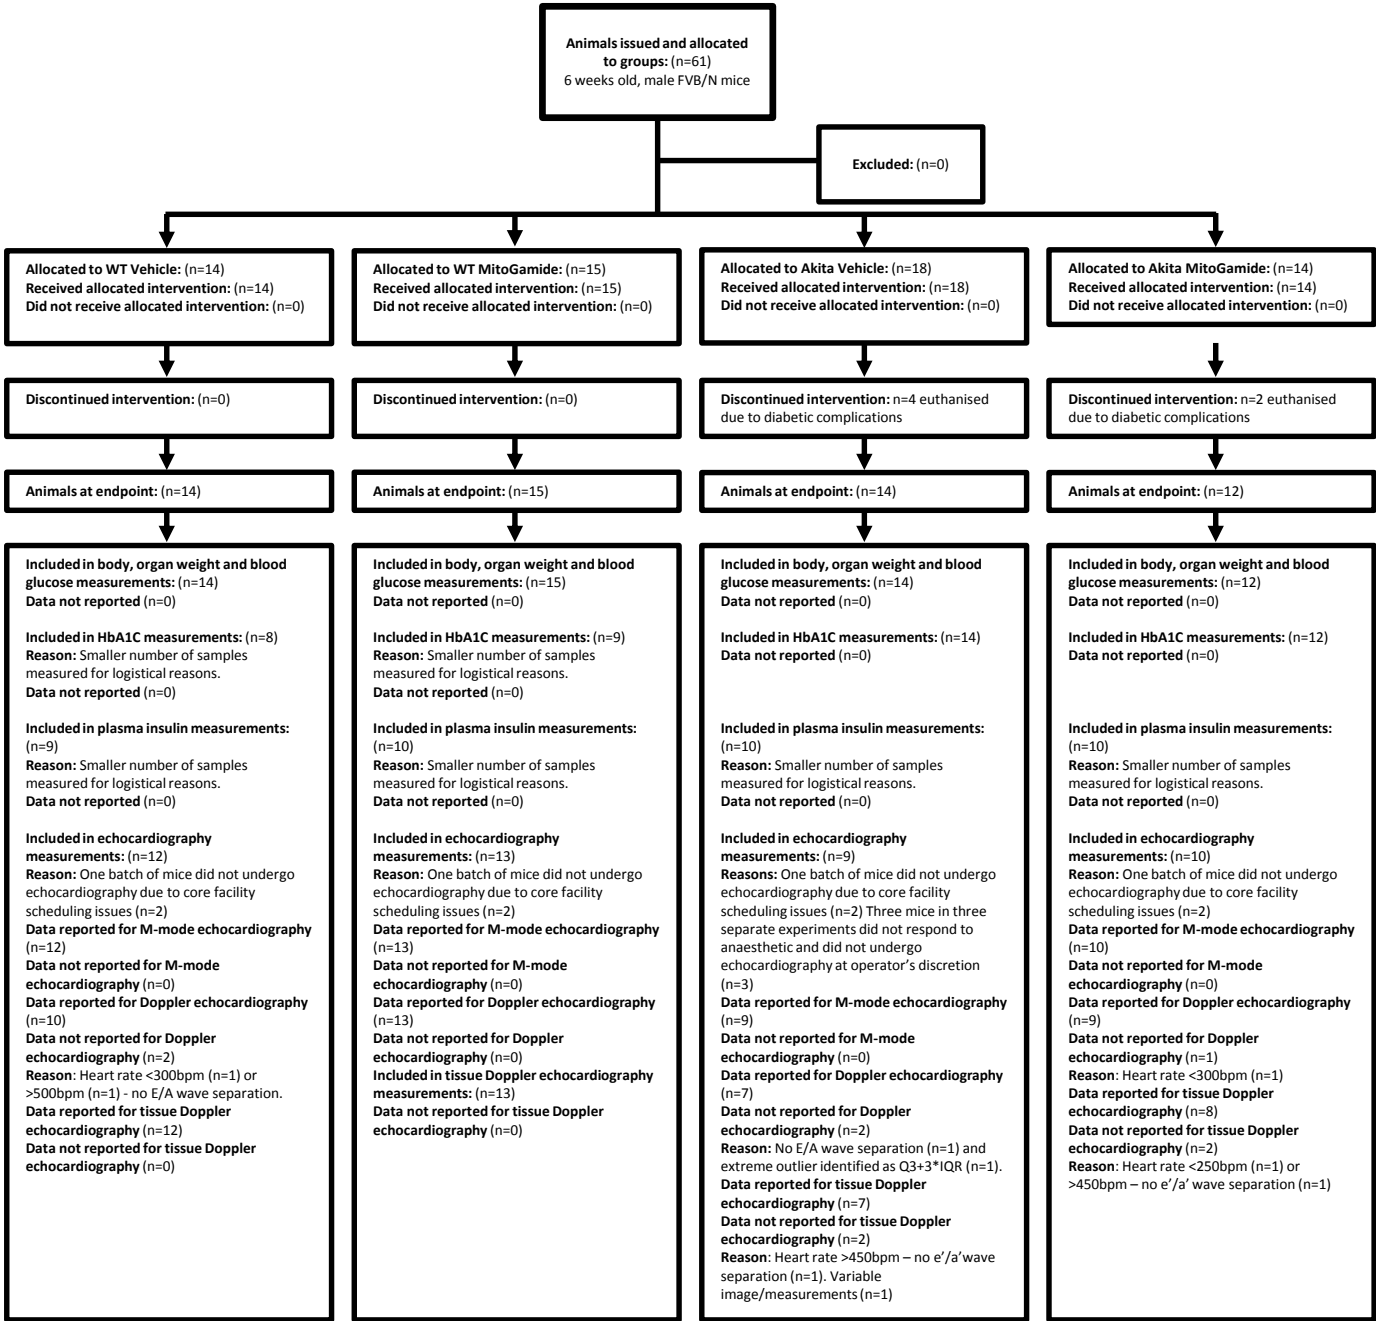 Animals issued and allocated
to groups: (n=61)
6 weeks old, male FVB/N mice
Excluded: (n=0)
Allocated to WT Vehicle: (n=14)
Received allocated intervention: (n=14)
Did not receive allocated intervention: (n=0)
Allocated to WT MitoGamide: (n=15)
Received allocated intervention: (n=15)
Did not receive allocated intervention: (n=0)
Allocated to Akita Vehicle: (n=18)
Received allocated intervention: (n=18)
Did not receive allocated intervention: (n=0)
Allocated to Akita MitoGamide: (n=14)
Received allocated intervention: (n=14)
Did not receive allocated intervention: (n=0)
Discontinued intervention: (n=0)
Discontinued intervention: (n=0)
Discontinued intervention: n=4 euthanised
due to diabetic complications
Discontinued intervention: n=2 euthanised
due to diabetic complications
Animals at endpoint: (n=14)
Animals at endpoint: (n=15)
Animals at endpoint: (n=14)
Animals at endpoint: (n=12)
Included in body, organ weight and blood
glucose measurements: (n=14)
Data not reported (n=0)
Included in HbA1C measurements: (n=8)
Reason: Smaller number of samples
measured for logistical reasons.
Data not reported (n=0)
Included in plasma insulin measurements:
(n=9)
Reason: Smaller number of samples
measured for logistical reasons.
Data not reported (n=0)
Included in echocardiography
measurements: (n=12)
Reason: One batch of mice did not undergo
echocardiography due to core facility
scheduling issues (n=2)
Data reported for M-mode echocardiography
(n=12)
Data not reported for M-mode
echocardiography (n=0)
Data reported for Doppler echocardiography
(n=10)
Data not reported for Doppler
echocardiography (n=2)
Reason: Heart rate <300bpm (n=1) or
>500bpm (n=1) - no E/A wave separation.
Data reported for tissue Doppler
echocardiography (n=12)
Data not reported for tissue Doppler
echocardiography (n=0)
Included in body, organ weight and blood
glucose measurements: (n=15)
Data not reported (n=0)
Included in HbA1C measurements: (n=9)
Reason: Smaller number of samples
measured for logistical reasons.
Data not reported (n=0)
Included in plasma insulin measurements:
(n=10)
Reason: Smaller number of samples
measured for logistical reasons.
Data not reported (n=0)
Included in echocardiography
measurements: (n=13)
Reason: One batch of mice did not undergo
echocardiography due to core facility
scheduling issues (n=2)
Data reported for M-mode echocardiography
(n=13)
Data not reported for M-mode
echocardiography (n=0)
Data reported for Doppler echocardiography
(n=13)
Data not reported for Doppler
echocardiography (n=0)
Included in tissue Doppler echocardiography
measurements: (n=13)
Data not reported for tissue Doppler
echocardiography (n=0)
Included in body, organ weight and blood
glucose measurements: (n=14)
Data not reported (n=0)
Included in HbA1C measurements: (n=14)
Data not reported (n=0)
Included in plasma insulin measurements:
(n=10)
Reason: Smaller number of samples
measured for logistical reasons.
Data not reported (n=0)
Included in echocardiography
measurements: (n=9)
Reasons: One batch of mice did not undergo
echocardiography due to core facility
scheduling issues (n=2) Three mice in three
separate experiments did not respond to
anaesthetic and did not undergo
echocardiography at operator's discretion
(n=3)
Data reported for M-mode echocardiography
(n=9)
Data not reported for M-mode
echocardiography (n=0)
Data reported for Doppler echocardiography
(n=7)
Data not reported for Doppler
echocardiography (n=2)
Reason: No E/A wave separation (n=1) and
extreme outlier identified as Q3+3*IQR (n=1).
Data reported for tissue Doppler
echocardiography (n=7)
Data not reported for tissue Doppler
echocardiography (n=2)
Reason: Heart rate >450bpm – no e'/a'wave
separation (n=1). Variable
image/measurements (n=1)
Included in body, organ weight and blood
glucose measurements: (n=12)
Data not reported (n=0)
Included in HbA1C measurements: (n=12)
Data not reported (n=0)
Included in plasma insulin measurements:
(n=10)
Reason: Smaller number of samples
measured for logistical reasons.
Data not reported (n=0)
Included in echocardiography
measurements: (n=10)
Reason: One batch of mice did not undergo
echocardiography due to core facility
scheduling issues (n=2)
Data reported for M-mode echocardiography
(n=10)
Data not reported for M-mode
echocardiography (n=0)
Data reported for Doppler echocardiography
(n=9)
Data not reported for Doppler
echocardiography (n=1)
Reason: Heart rate <300bpm (n=1)
Data reported for tissue Doppler
echocardiography (n=8)
Data not reported for tissue Doppler
echocardiography (n=2)
Reason: Heart rate <250bpm (n=1) or
>450bpm – no e'/a' wave separation (n=1)